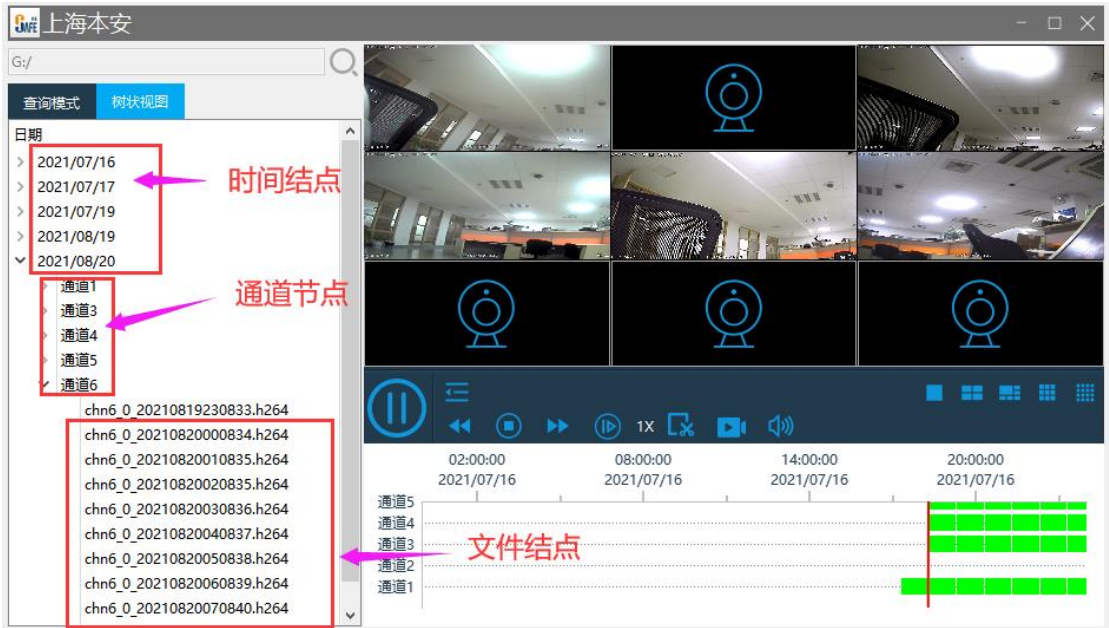 SAFE 上海本安
G:/
查询模式 树状视图
日期
2021/07/16
2021/07/17
2021/07/19
2021/08/19
2021/08/20
时间结点
通道1
通道3
通道4
通道5
通道6
通道节点
chn6_0_20210819230833.h264
chn6_0_20210820000834.h264
chn6_0_20210820010835.h264
chn6_0_20210820020835.h264
chn6_0_20210820030836.h264
chn6_0_20210820040837.h264
chn6_0_20210820050838.h264
chn6_0_20210820060839.h264
chn6_0_20210820070840.h264
文件结点
1X
02:00:00 08:00:00 14:00:00 20:00:00
2021/07/16 2021/07/16 2021/07/16 2021/07/16
通道5
通道4
通道3
通道2
通道1